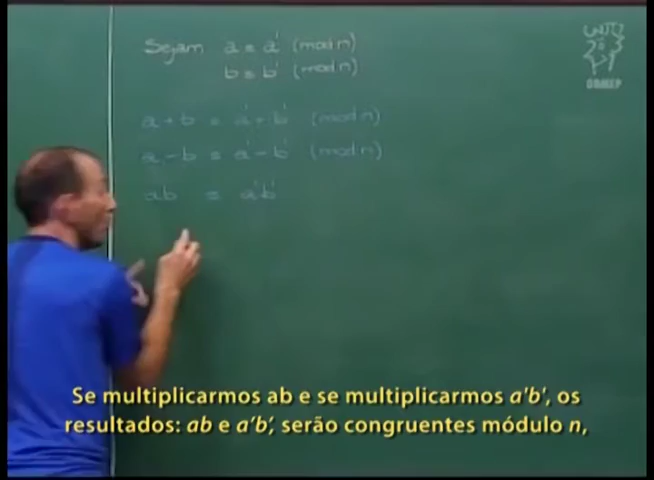 Sejam a ≡ a' (mod n)
b ≡ b' (mod n)
a + b ≡ a' + b' (mod n)
a - b ≡ a' - b' (mod n)
ab ≡ a'b'
OBMEP
Se multiplicarmos ab e se multiplicarmos a'b', os
resultados: ab e a'b', serão congruentes módulo n,